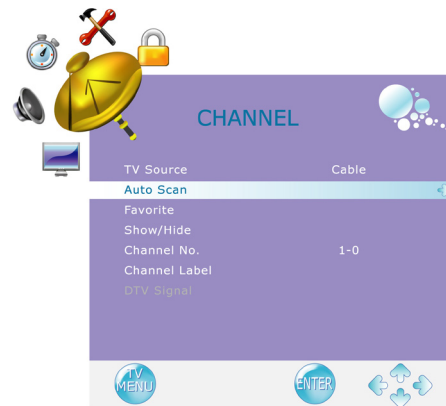 CHANNEL
TV Source Cable
Auto Scan
Favorite
Show/Hide
Channel No. 1-0
Channel Label
DTV Signal
TV
MENU ENTER